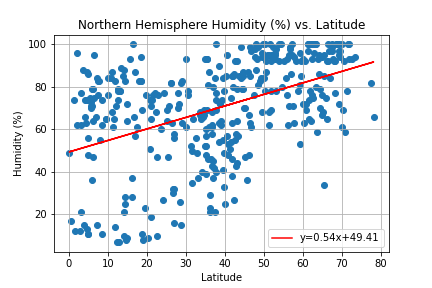 Northern Hemisphere Humidity (%) vs. Latitude
100
80
60
40
20
Humidity (%)
y=0.54x+49.41
0 10 20 30 40 50 60 70 80
Latitude